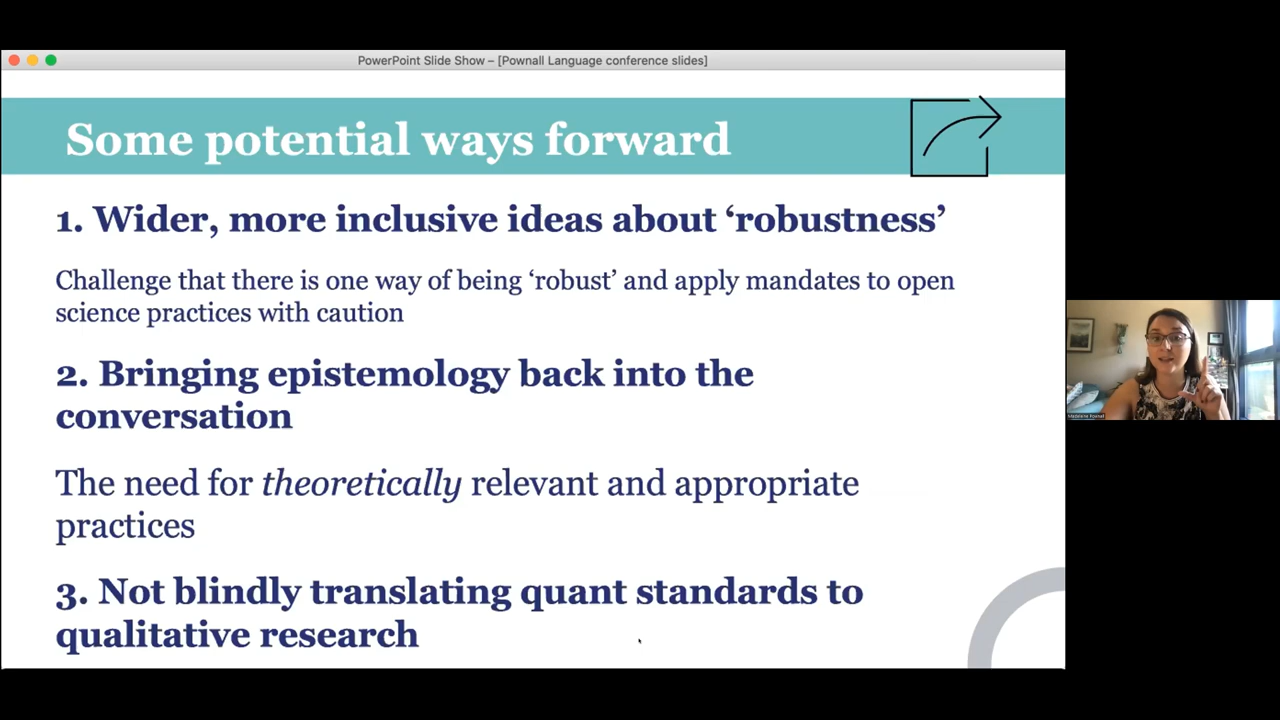 PowerPoint Slide Show – [Pownall Language conference slides]
Some potential ways forward
1. Wider, more inclusive ideas about ‘robustness’
Challenge that there is one way of being ‘robust’ and apply mandates to open
science practices with caution
2. Bringing epistemology back into the
conversation
The need for theoretically relevant and appropriate
practices
3. Not blindly translating quant standards to
qualitative research